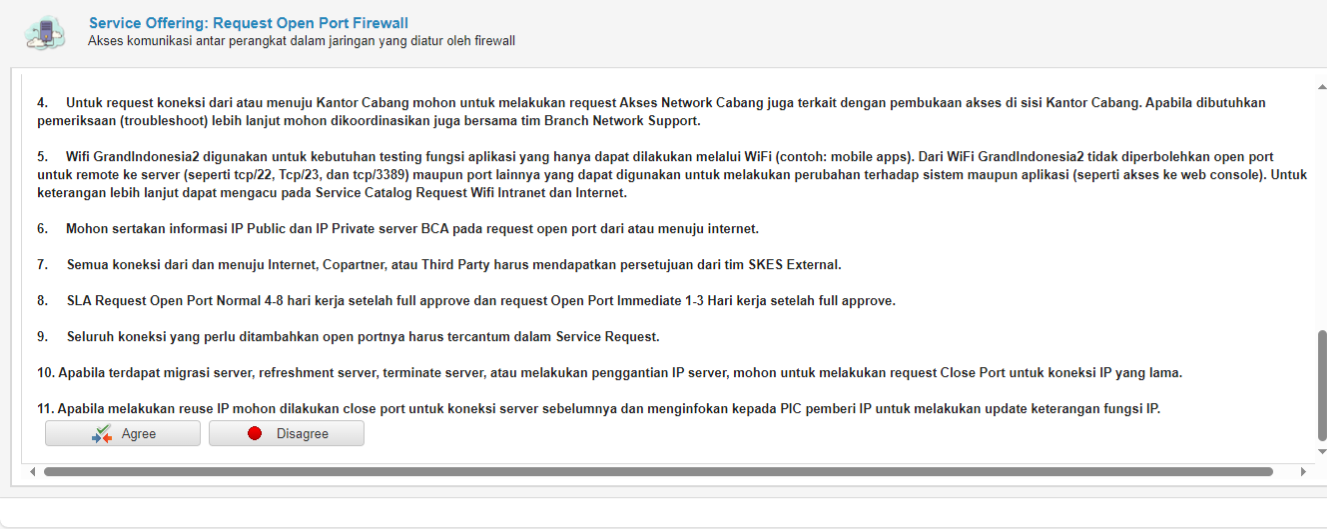 Service Offering: Request Open Port Firewall
Akses komunikasi antar perangkat dalam jaringan yang diatur oleh firewall
4. Untuk request koneksi dari atau menuju Kantor Cabang mohon untuk melakukan request Akses Network Cabang juga terkait dengan pembukaan akses di sisi Kantor Cabang. Apabila dibutuhkan
pemeriksaan (troubleshoot) lebih lanjut mohon dikoordinasikan juga bersama tim Branch Network Support.
5. Wifi GrandIndonesia2 digunakan untuk kebutuhan testing fungsi aplikasi yang hanya dapat dilakukan melalui WiFi (contoh: mobile apps). Dari WiFi GrandIndonesia2 tidak diperbolehkan open port
untuk remote ke server (seperti tcp/22, Tcp/23, dan tcp/3389) maupun port lainnya yang dapat digunakan untuk melakukan perubahan terhadap sistem maupun aplikasi (seperti akses ke web console). Untuk
keterangan lebih lanjut dapat mengacu pada Service Catalog Request Wifi Intranet dan Internet.
6. Mohon sertakan informasi IP Public dan IP Private server BCA pada request open port dari atau menuju internet.
7. Semua koneksi dari dan menuju Internet, Copartner, atau Third Party harus mendapatkan persetujuan dari tim SKES External.
8. SLA Request Open Port Normal 4-8 hari kerja setelah full approve dan request Open Port Immediate 1-3 Hari kerja setelah full approve.
9. Seluruh koneksi yang perlu ditambahkan open portnya harus tercantum dalam Service Request.
10. Apabila terdapat migrasi server, refreshment server, terminate server, atau melakukan penggantian IP server, mohon untuk melakukan request Close Port untuk koneksi IP yang lama.
11. Apabila melakukan reuse IP mohon dilakukan close port untuk koneksi server sebelumnya dan menginfokan kepada PIC pemberi IP untuk melakukan update keterangan fungsi IP.
Agree Disagree